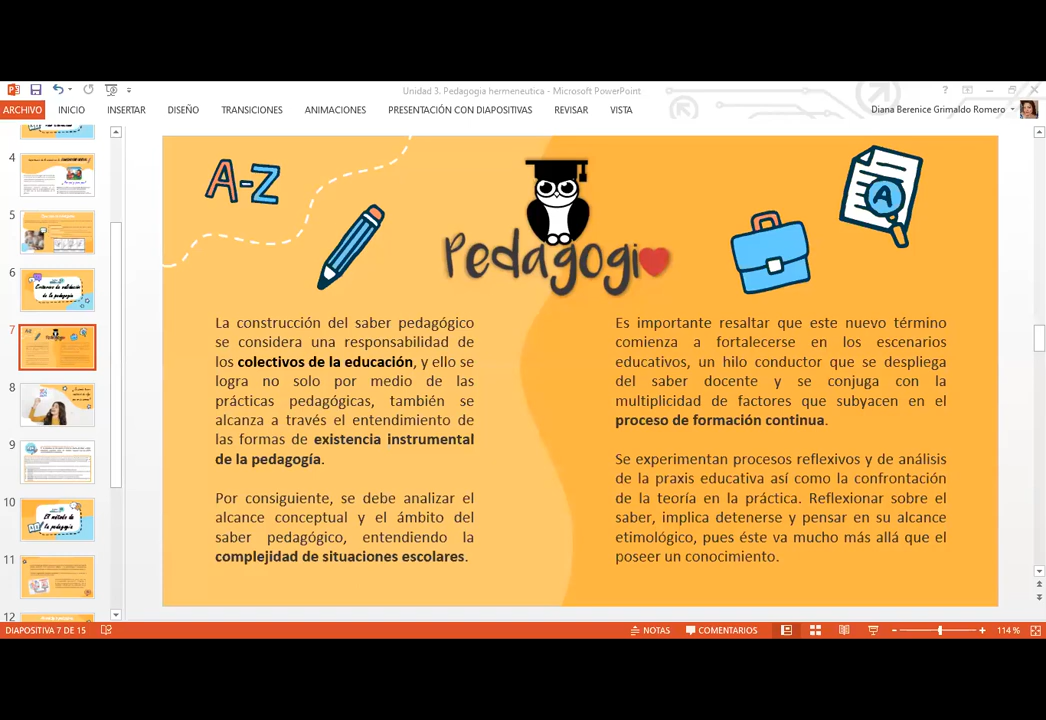 Unidad 3. Pedagogia hermeneutica - Microsoft PowerPoint
ARCHIVO INICIO INSERTAR DISEÑO TRANSICIONES ANIMACIONES PRESENTACIÓN CON DIAPOSITIVAS REVISAR VISTA
Diana Berenice Grimaldo Romero
4
5
6
Criterios de validación
de la pedagogía
7
8
9
10
El método de
la pedagogía
11
12
A-Z
A
Pedagogi
La construcción del saber pedagógico
se considera una responsabilidad de
los colectivos de la educación, y ello se
logra no solo por medio de las
prácticas pedagógicas, también se
alcanza a través el entendimiento de
las formas de existencia instrumental
de la pedagogía.
Por consiguiente, se debe analizar el
alcance conceptual y el ámbito del
saber pedagógico, entendiendo la
complejidad de situaciones escolares.
Es importante resaltar que este nuevo término
comienza a fortalecerse en los escenarios
educativos, un hilo conductor que se despliega
del saber docente y se conjuga con la
multiplicidad de factores que subyacen en el
proceso de formación continua.
Se experimentan procesos reflexivos y de análisis
de la praxis educativa así como la confrontación
de la teoría en la práctica. Reflexionar sobre el
saber, implica detenerse y pensar en su alcance
etimológico, pues éste va mucho más allá que el
poseer un conocimiento.
DIAPOSITIVA 7 DE 15
NOTAS COMENTARIOS 114 %